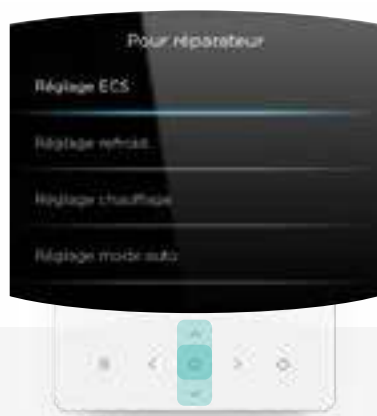 Pour réparateur
Réglage ECS
Réglage refroid.
Réglage chauffage
Réglage mode auto